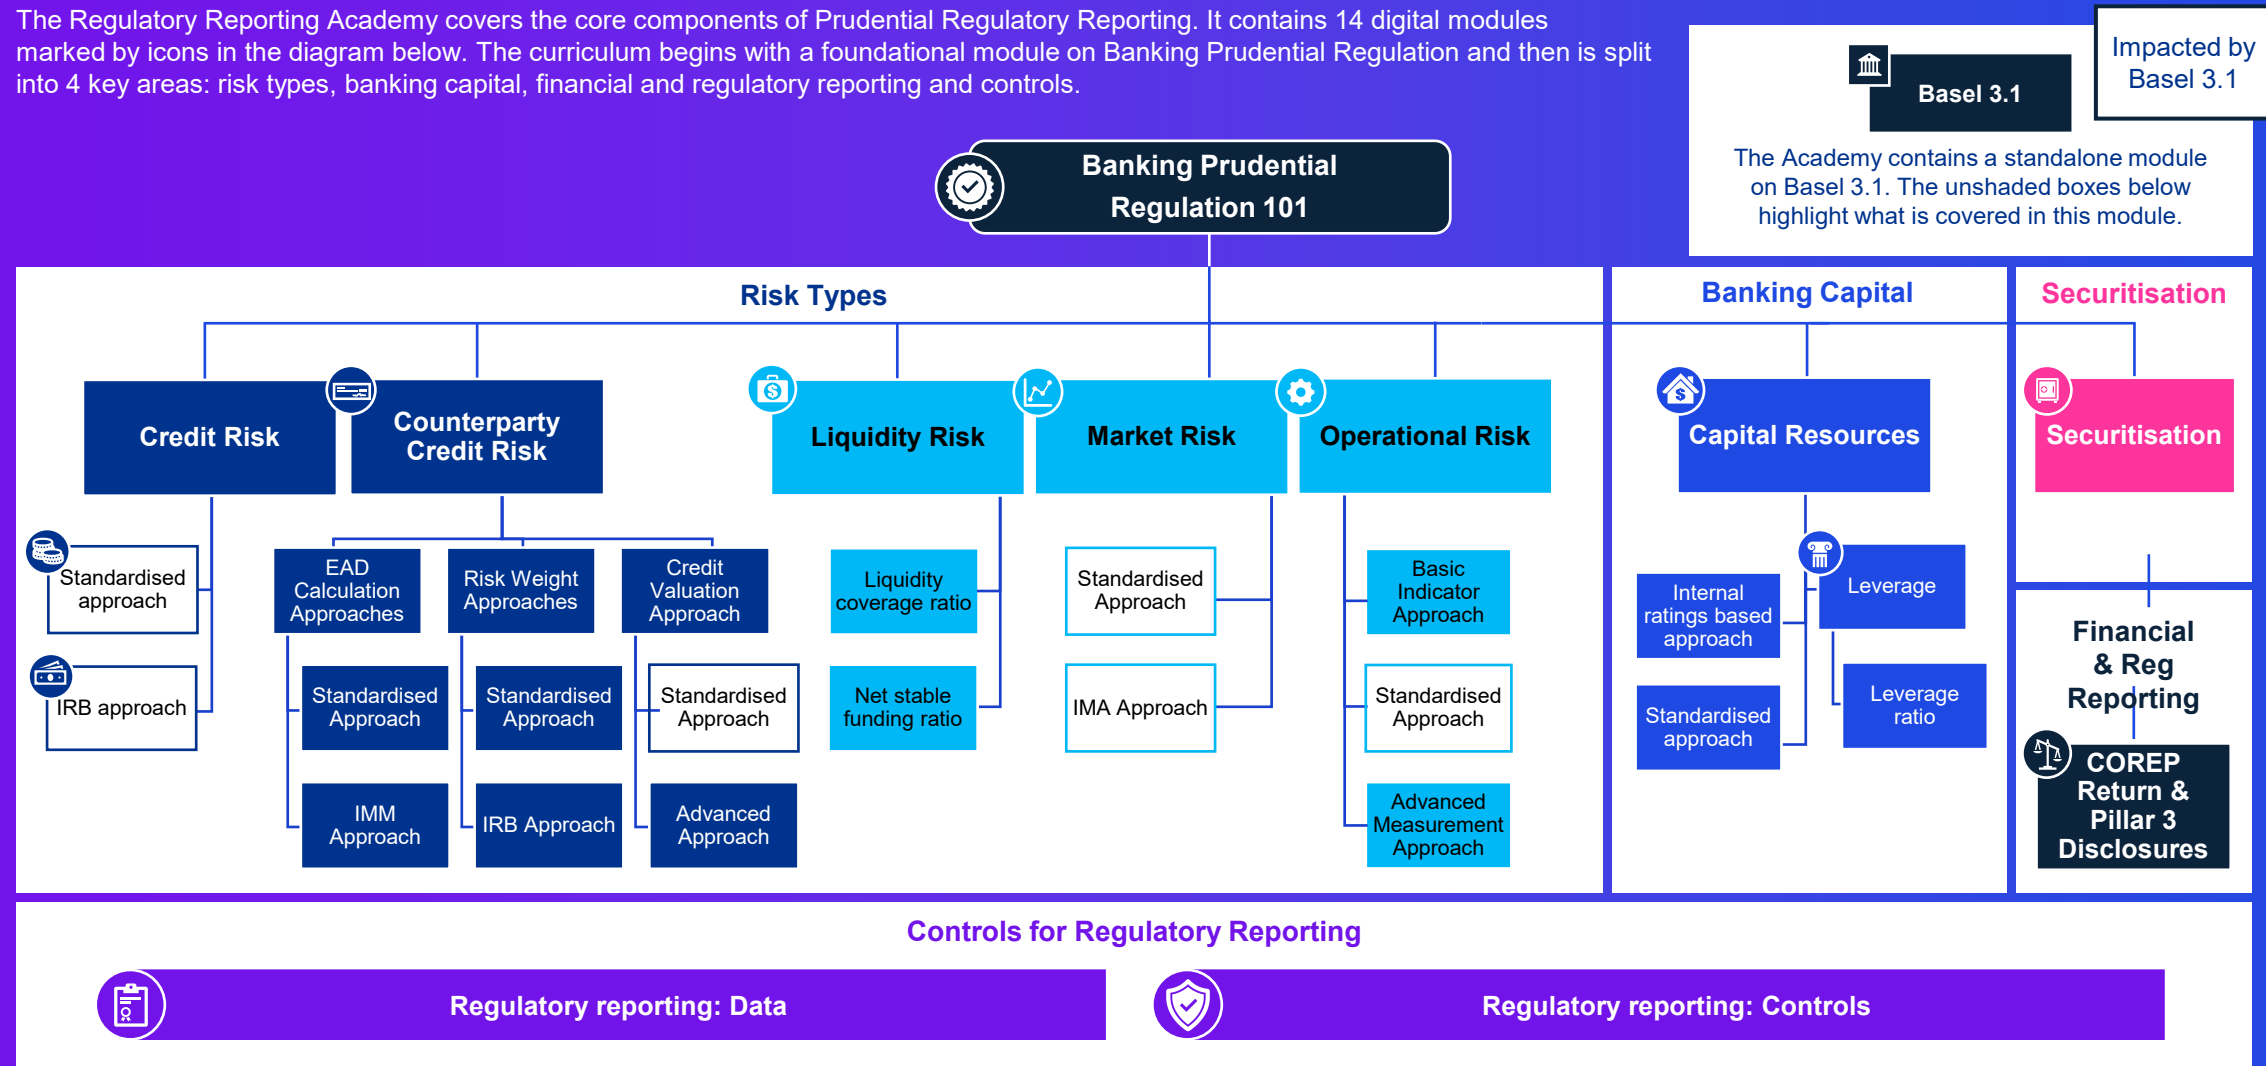 The Regulatory Reporting Academy covers the core components of Prudential Regulatory Reporting. It contains 14 digital modules
marked by icons in the diagram below. The curriculum begins with a foundational module on Banking Prudential Regulation and then is split
into 4 key areas: risk types, banking capital, financial and regulatory reporting and controls.
Impacted by
Basel 3.1
Basel 3.1
The Academy contains a standalone module
on Basel 3.1. The unshaded boxes below
highlight what is covered in this module.
Banking Prudential
Regulation 101
Risk Types
Credit Risk
Standardised
approach
IRB approach
Counterparty
Credit Risk
EAD
Calculation
Approaches
Standardised
Approach
IMM
Approach
Risk Weight
Approaches
Standardised
Approach
IRB Approach
Credit
Valuation
Approach
Standardised
Approach
Advanced
Approach
Liquidity Risk
Liquidity
coverage ratio
Net stable
funding ratio
Market Risk
Standardised
Approach
IMA Approach
Operational Risk
Basic
Indicator
Approach
Standardised
Approach
Advanced
Measurement
Approach
Banking Capital
Capital Resources
Internal
ratings based
approach
Standardised
approach
Leverage
Leverage
ratio
Securitisation
Securitisation
Financial
& Reg
Reporting
COREP
Return &
Pillar 3
Disclosures
Controls for Regulatory Reporting
Regulatory reporting: Data
Regulatory reporting: Controls